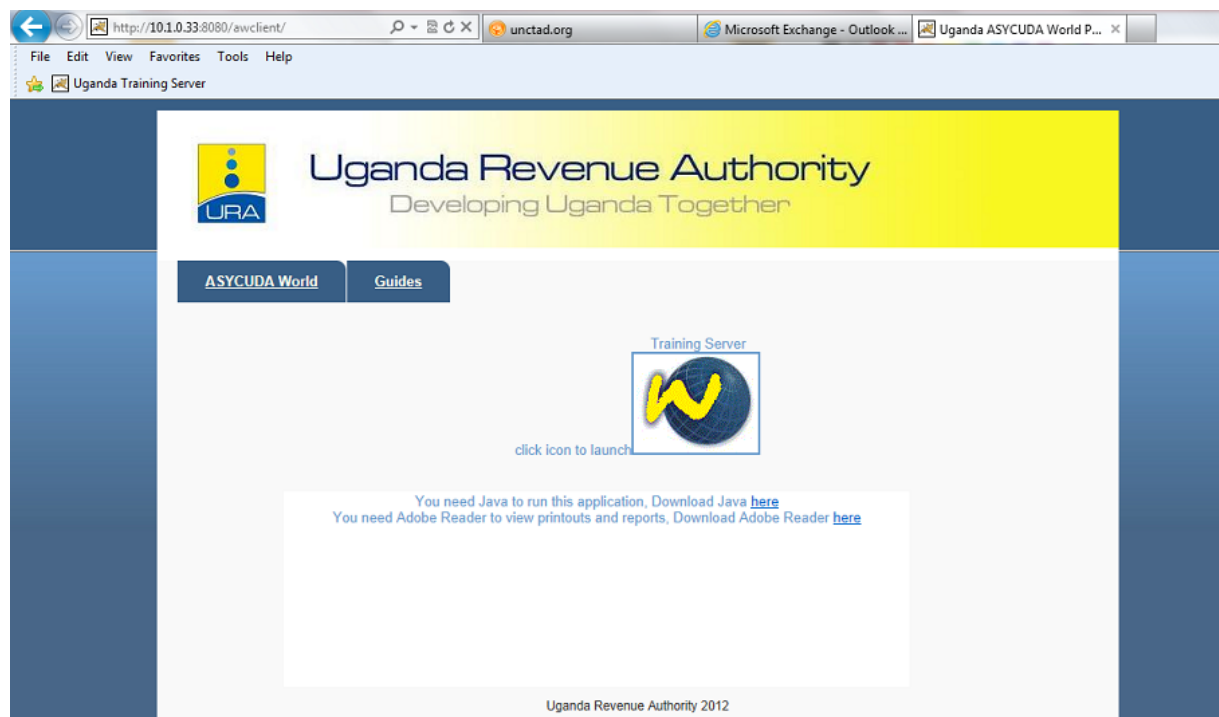 http://10.1.0.33:8080/awclient/
unctad.org
Microsoft Exchange - Outlook ...
Uganda ASYCUDA World P...
File Edit View Favorites Tools Help
Uganda Training Server
URA
Uganda Revenue Authority
Developing Uganda Together
ASYCUDA World
Guides
Training Server
click icon to launch
You need Java to run this application, Download Java here
You need Adobe Reader to view printouts and reports, Download Adobe Reader here
Uganda Revenue Authority 2012